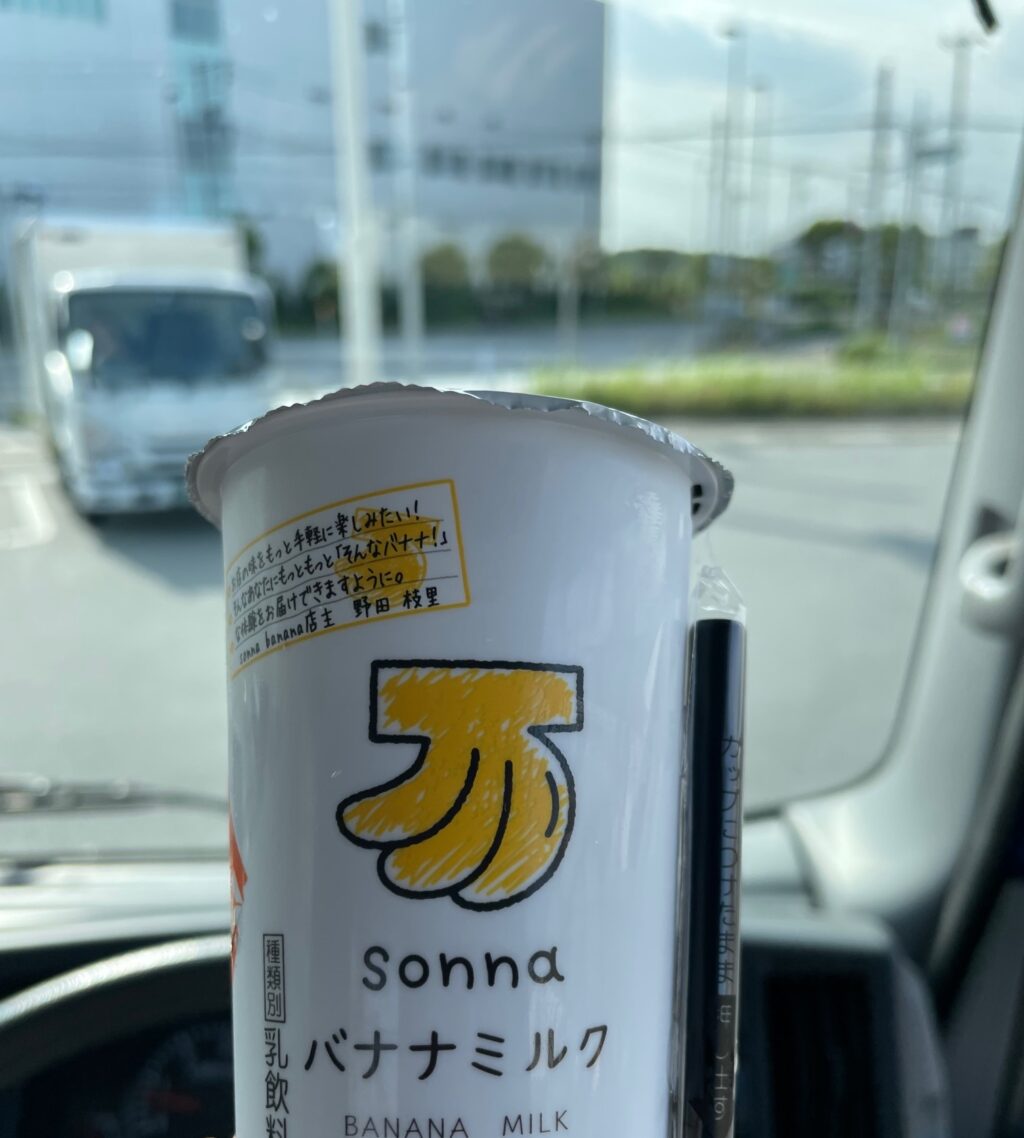 お店の味をもっと手軽に楽しみたい!
そんなあなたにもっともっと「そんなバナナ!」
な体験をお届けできますように。
sonna banana店主 野田 枝里
sonna
バナナミルク
BANANA MILK
種類別
乳飲料